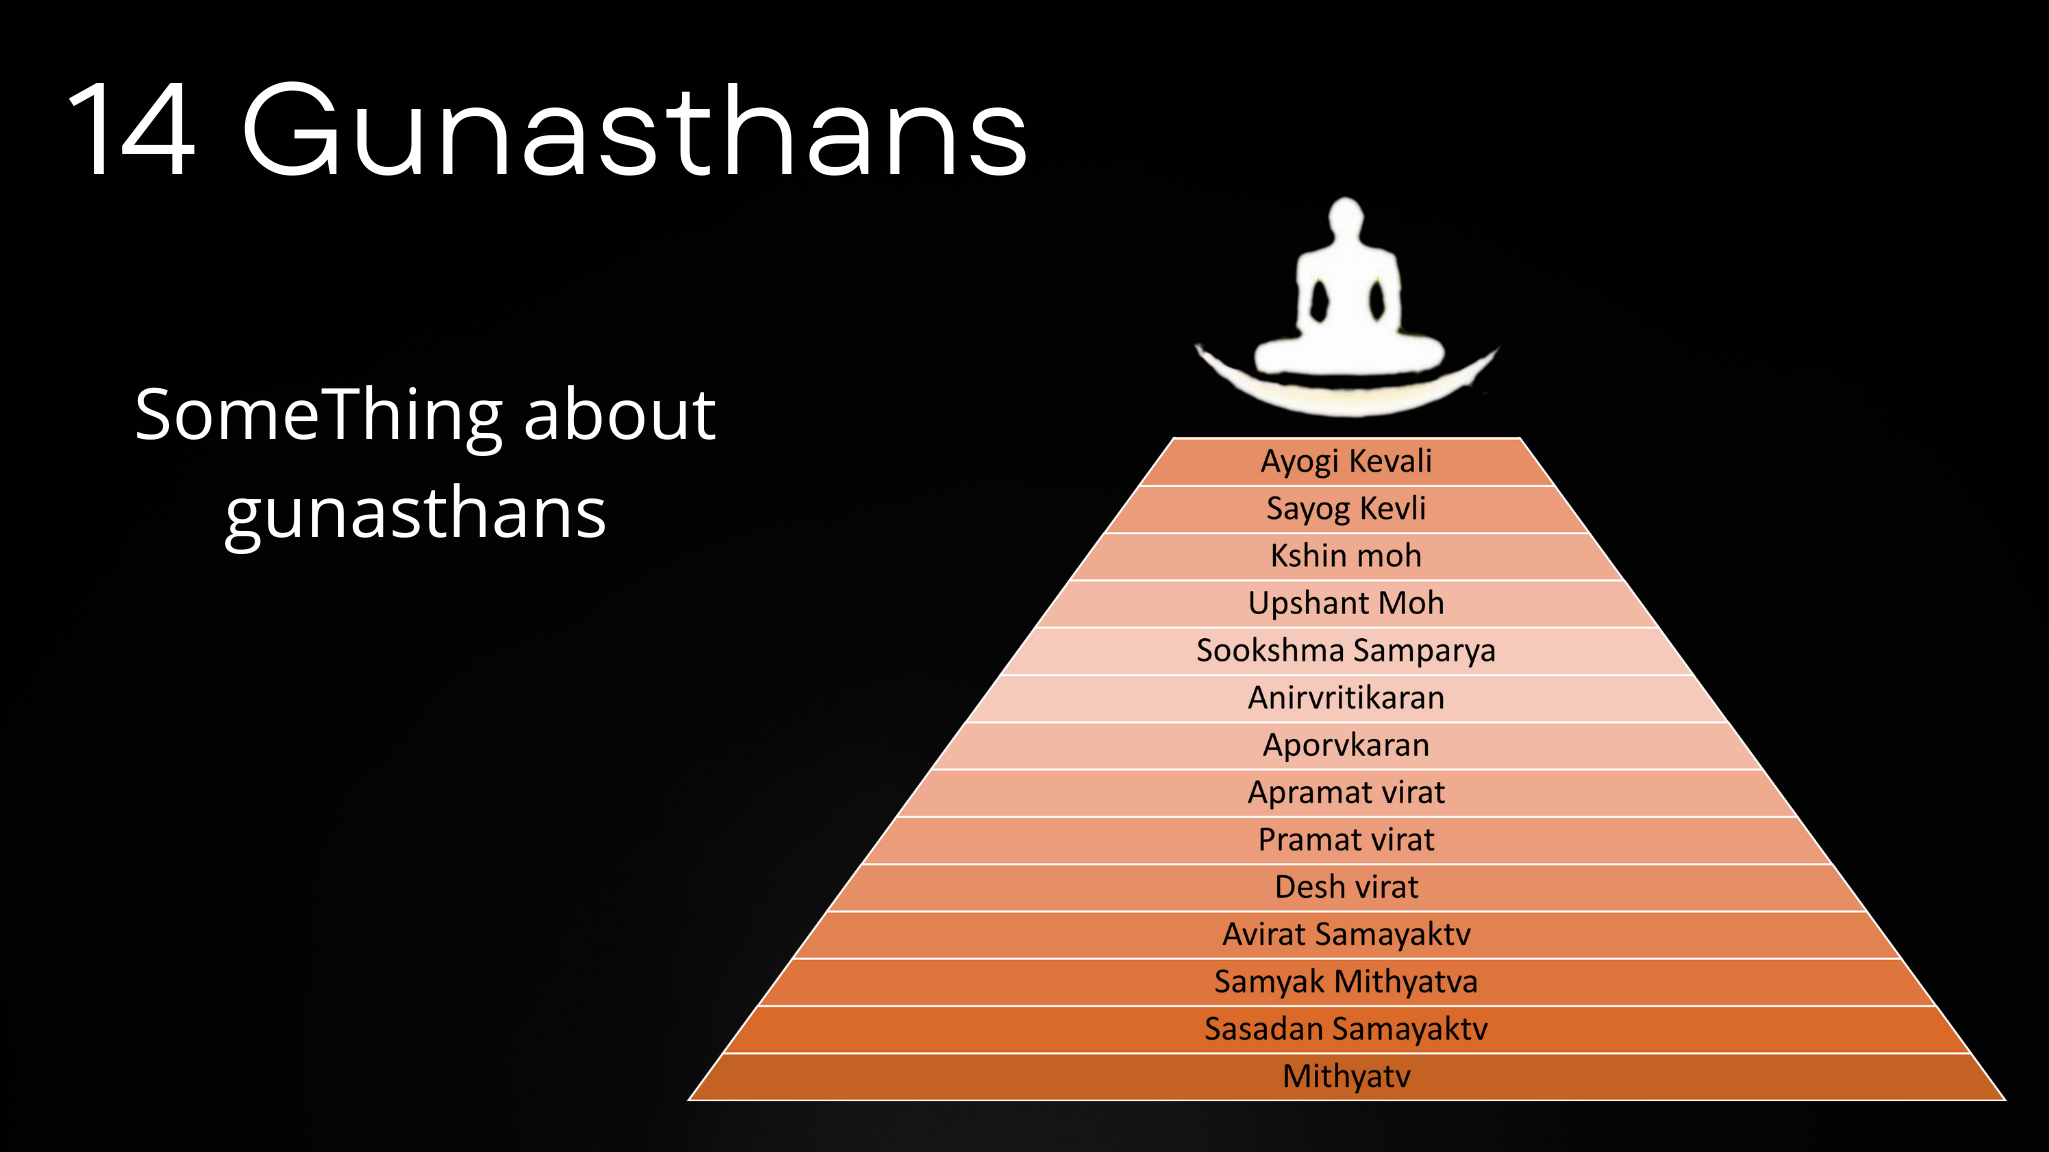 14 Gunasthans
SomeThing about
gunasthans
Ayogi Kevali
Sayog Kevli
Kshin moh
Upshant Moh
Sookshma Samparya
Anirvritikaran
Aporvkaran
Apramat virat
Pramat virat
Desh virat
Avirat Samayaktv
Samyak Mithyatva
Sasadan Samayaktv
Mithyatv